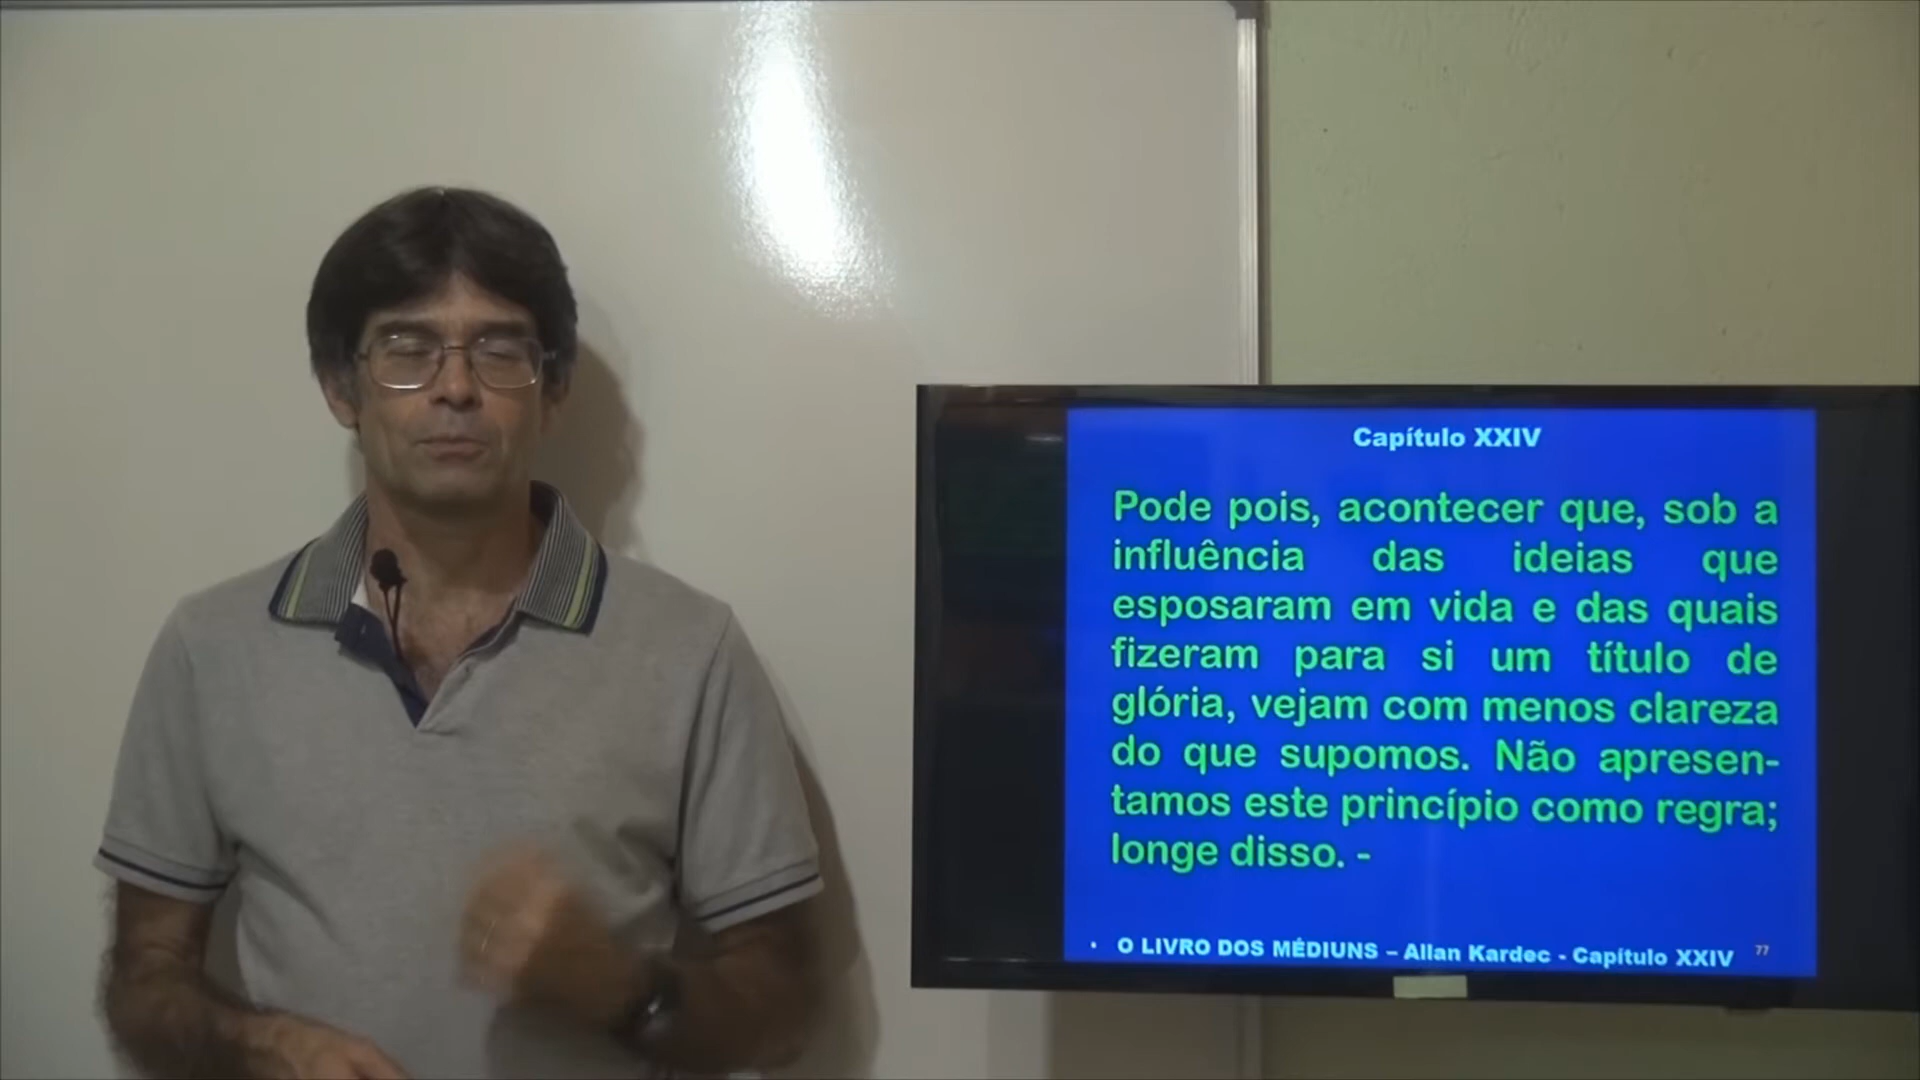 Capítulo XXIV
Pode pois, acontecer que, sob a
influência das ideias que
esposaram em vida e das quais
fizeram para si um título de
glória, vejam com menos clareza
do que supomos. Não apresen-
tamos este princípio como regra;
longe disso. -
• O LIVRO DOS MÉDIUNS – Allan Kardec - Capítulo XXIV 77